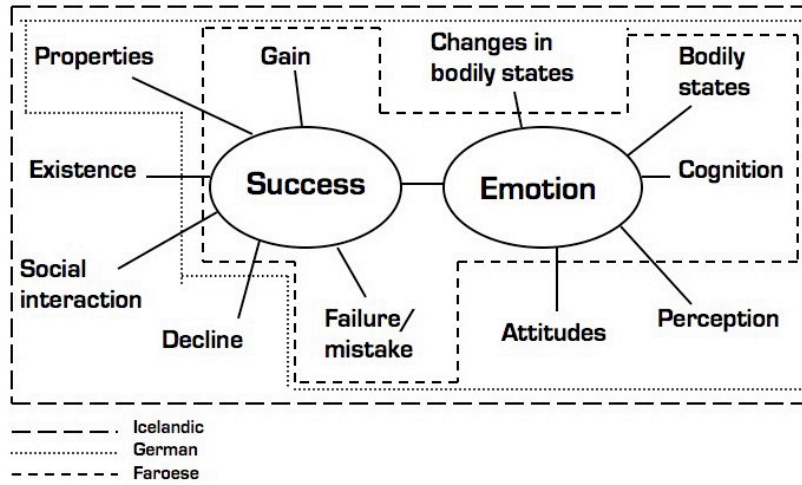 Properties
Gain
Changes in
bodily states
Bodily
states
Existence
Success
Emotion
Cognition
Social
interaction
Decline
Failure/
mistake
Attitudes
Perception
Icelandic
German
Faroese